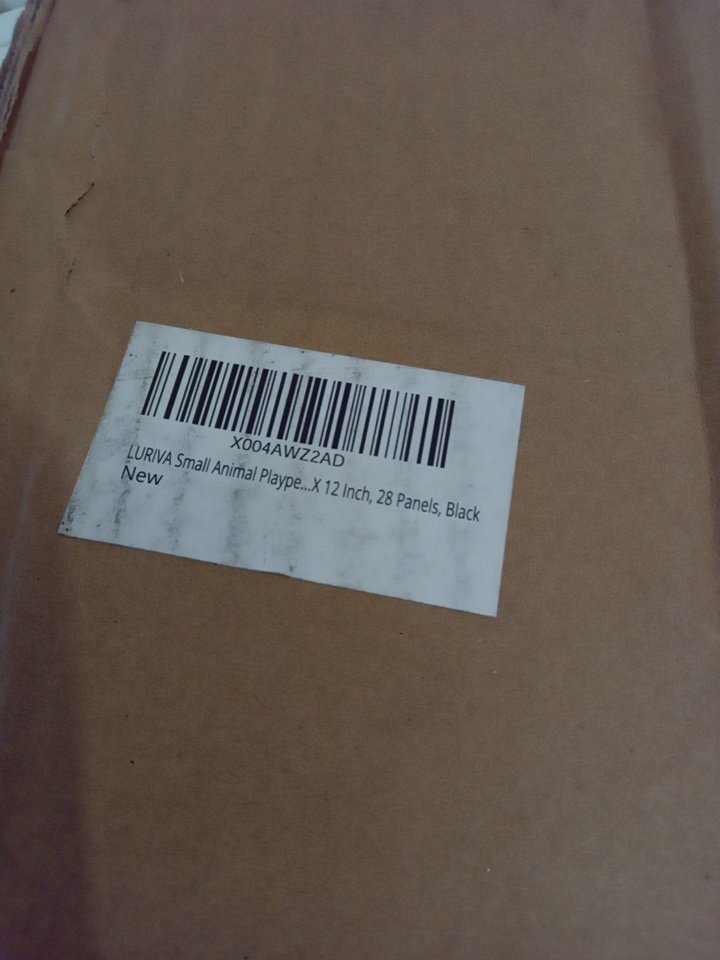 X004AWZ2AD
LURIVA Small Animal Plaype...X 12 Inch, 28 Panels, Black
New